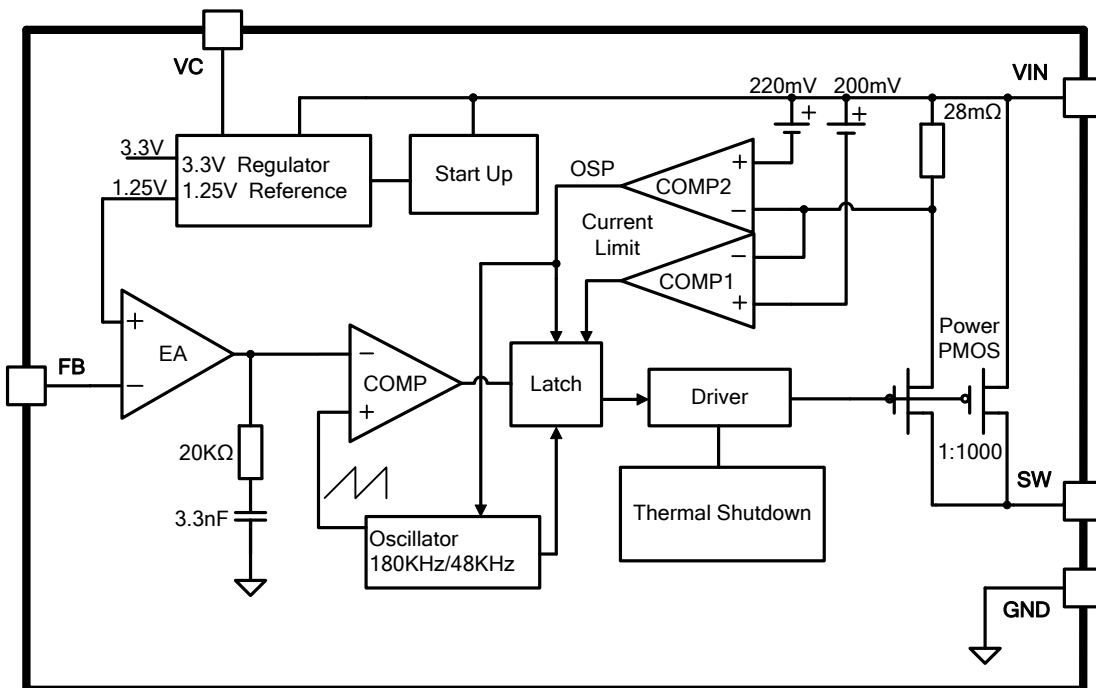 VC
VIN
220mV
200mV
28mΩ
3.3V
3.3V Regulator
1.25V
1.25V Reference
Start Up
OSP
COMP2
Current
Limit
COMP1
+
−
−
+
+
+
Power
PMOS
FB
+
EA
−
−
COMP
+
Latch
Driver
1:1000
20KΩ
3.3nF
Oscillator
180KHz/48KHz
Thermal Shutdown
SW
GND